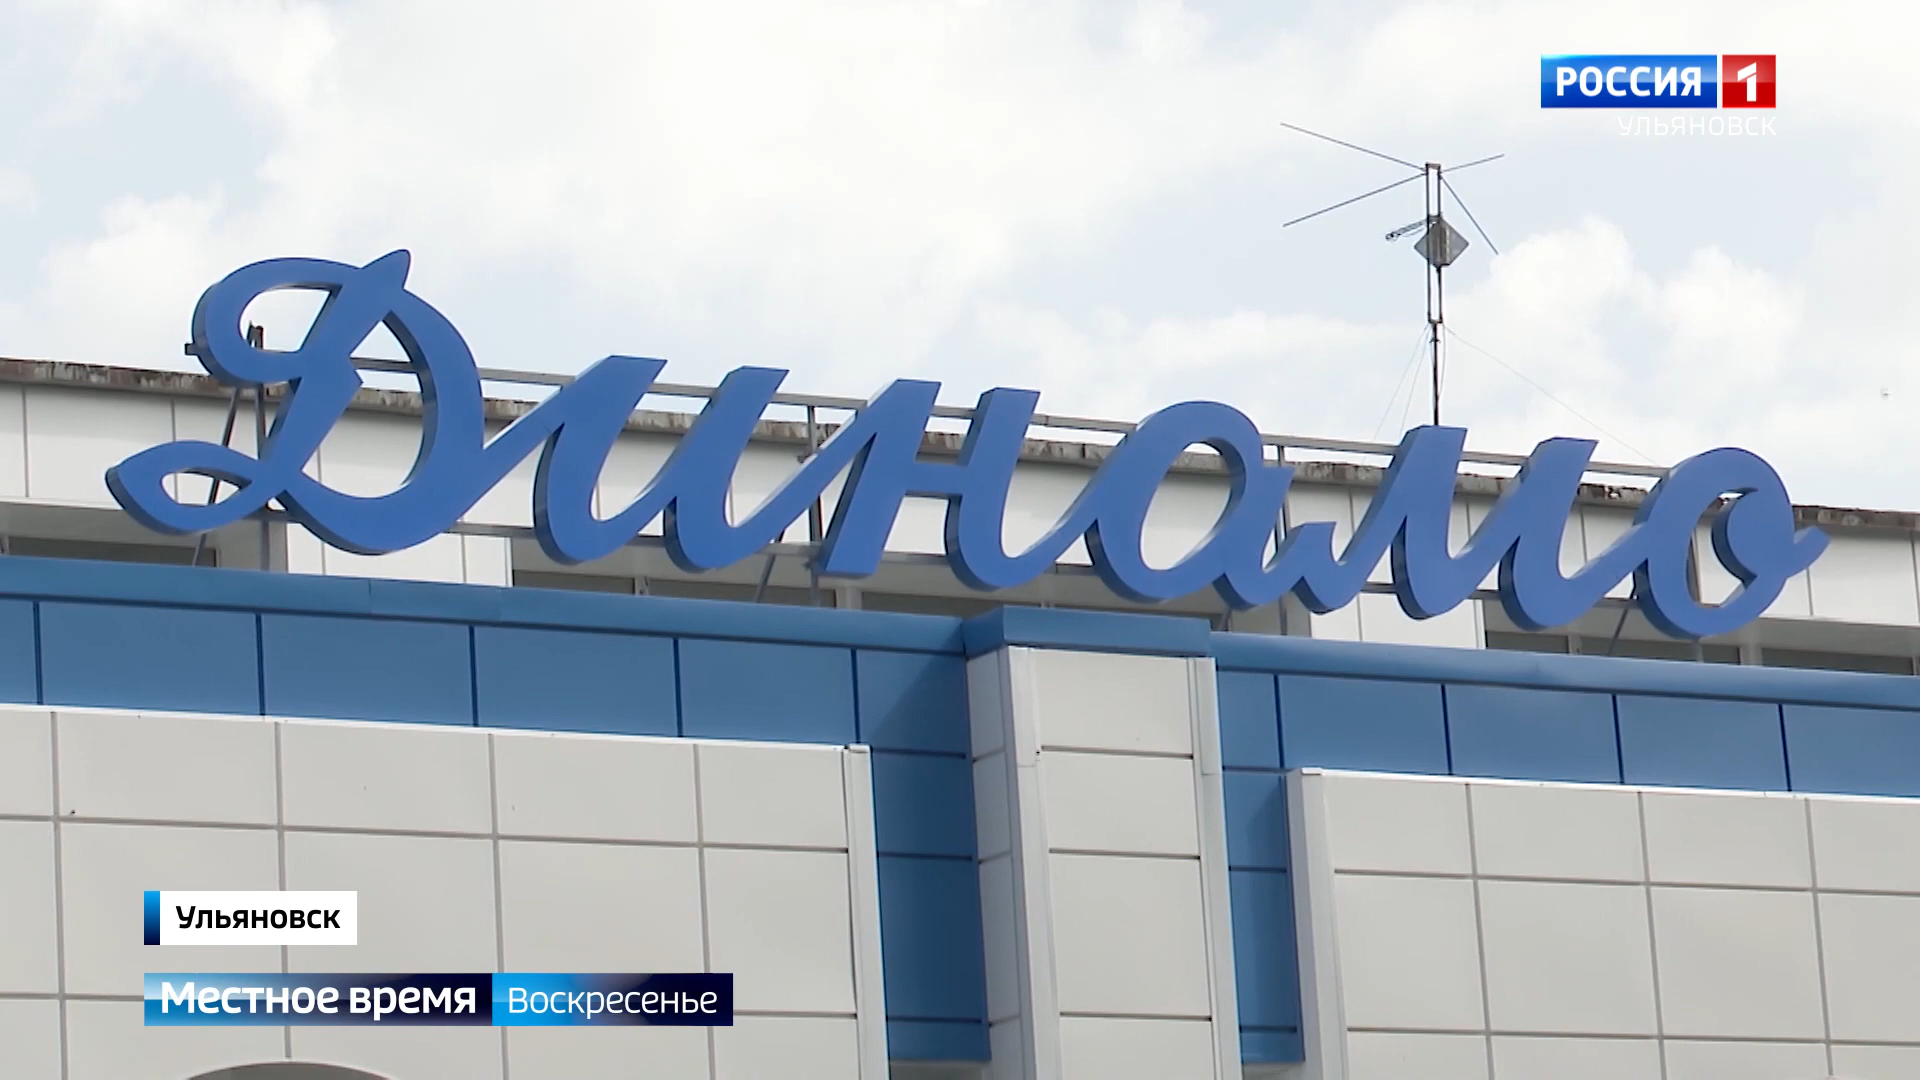 РОССИЯ 1
УЛЬЯНОВСК
Динамо
Ульяновск
Местное время Воскресенье